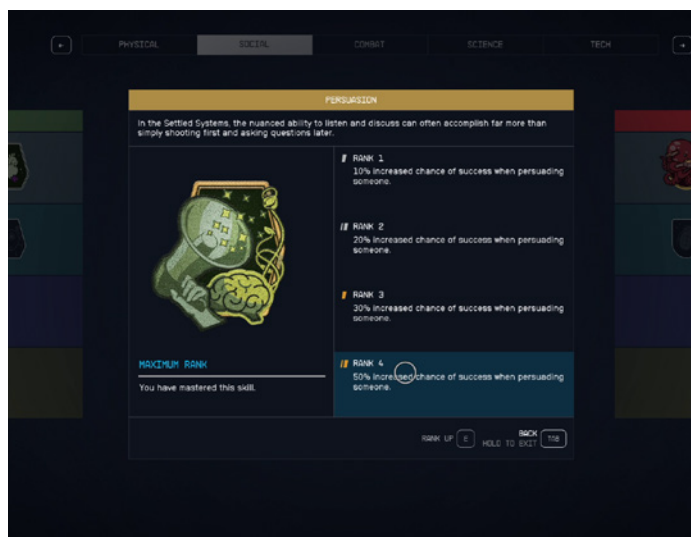 PHYSICAL SOCIAL COMBAT SCIENCE TECH
PERSUASION
In the Settled Systems, the nuanced ability to listen and discuss can often accomplish far more than
simply shooting first and asking questions later.
RANK 1
10% increased chance of success when persuading
someone.
RANK 2
20% increased chance of success when persuading
someone.
RANK 3
30% increased chance of success when persuading
someone.
MAXIMUM RANK
You have mastered this skill.
RANK 4
50% increased chance of success when persuading
someone.
RANK UP E BACK TAB
HOLD TO EXIT